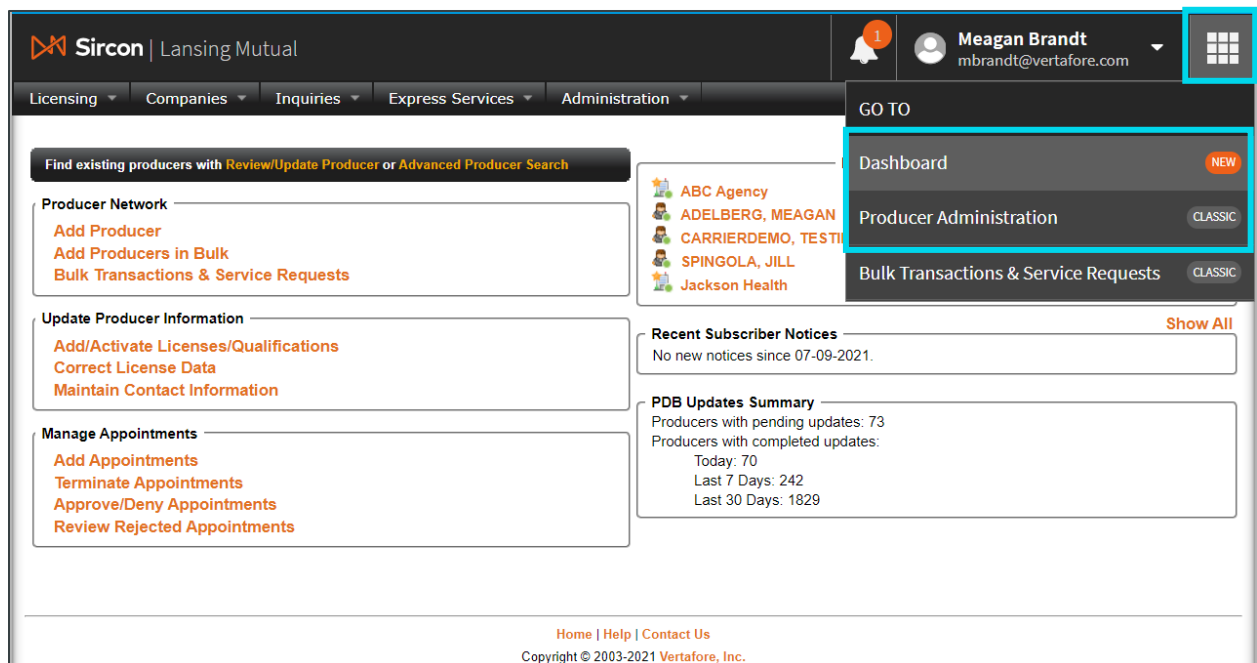 Sircon | Lansing Mutual
1
Meagan Brandt
mbrandt@vertafore.com
Licensing
Companies
Inquiries
Express Services
Administration
GO TO
Dashboard NEW
Producer Administration CLASSIC
Bulk Transactions & Service Requests CLASSIC
Find existing producers with Review/Update Producer or Advanced Producer Search
Producer Network
Add Producer
Add Producers in Bulk
Bulk Transactions & Service Requests
Update Producer Information
Add/Activate Licenses/Qualifications
Correct License Data
Maintain Contact Information
Manage Appointments
Add Appointments
Terminate Appointments
Approve/Deny Appointments
Review Rejected Appointments
ABC Agency
ADELBERG, MEAGAN
CARRIERDEMO,
SPINGOLA, JILL
Jackson Health
Show All
Recent Subscriber Notices
No new notices since 07-09-2021.
PDB Updates Summary
Producers with pending updates: 73
Producers with completed updates:
Today: 70
Last 7 Days: 242
Last 30 Days: 1829
Home | Help | Contact Us
Copyright © 2003-2021 Vertafore, Inc.